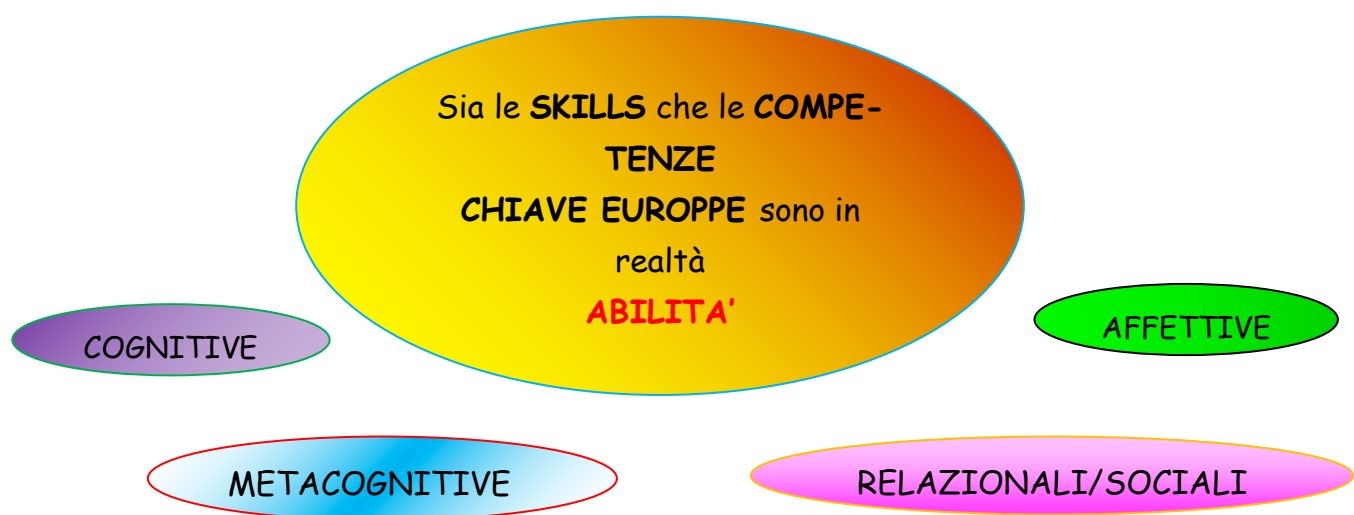 Sia le SKILLS che le COMPE-
TENZE
CHIAVE EUROPPE sono in
realtà
ABILITA'
COGNITIVE
AFFETTIVE
METACOGNITIVE
RELAZIONALI/SOCIALI